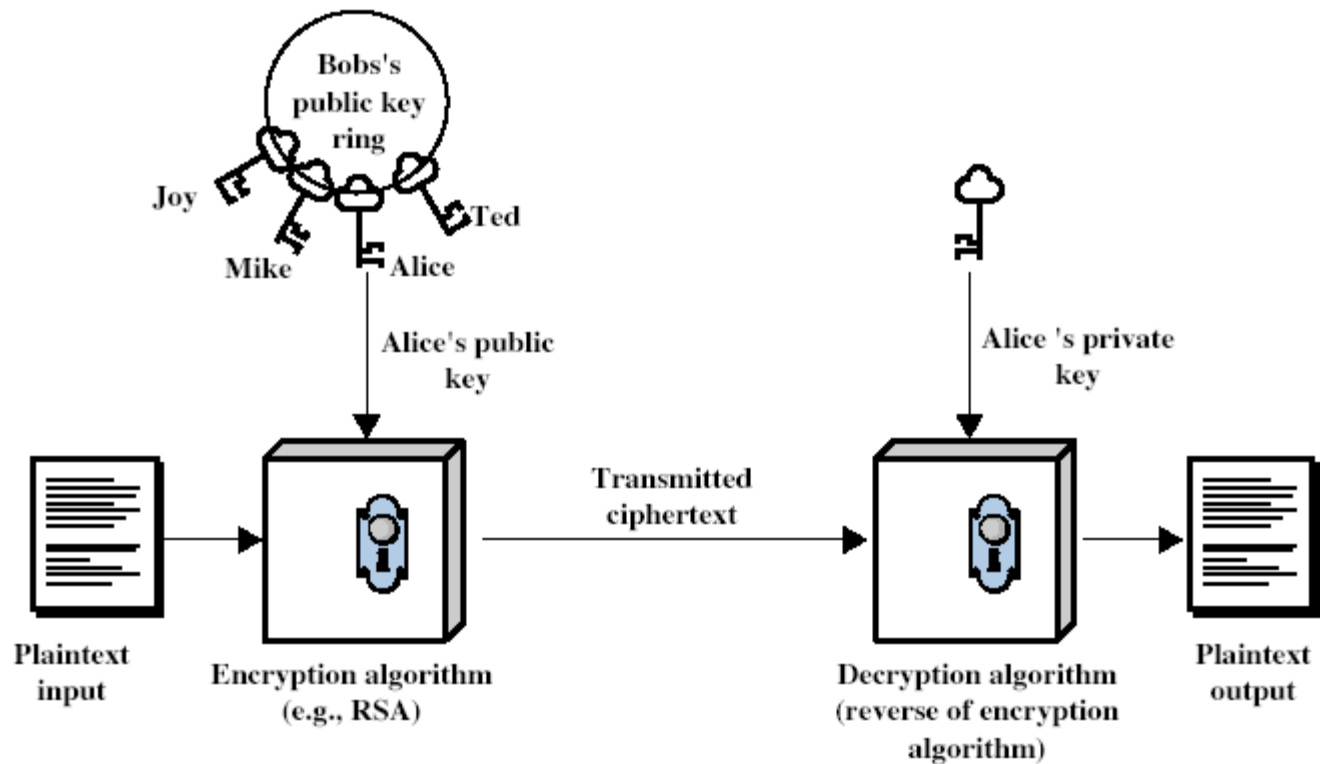 Bobs's
public key
ring
Joy
Ted
Mike
Alice
Alice's public
key
Alice 's private
key
Transmitted
ciphertext
Plaintext
input
Encryption algorithm
(e.g., RSA)
Decryption algorithm
(reverse of encryption
algorithm)
Plaintext
output